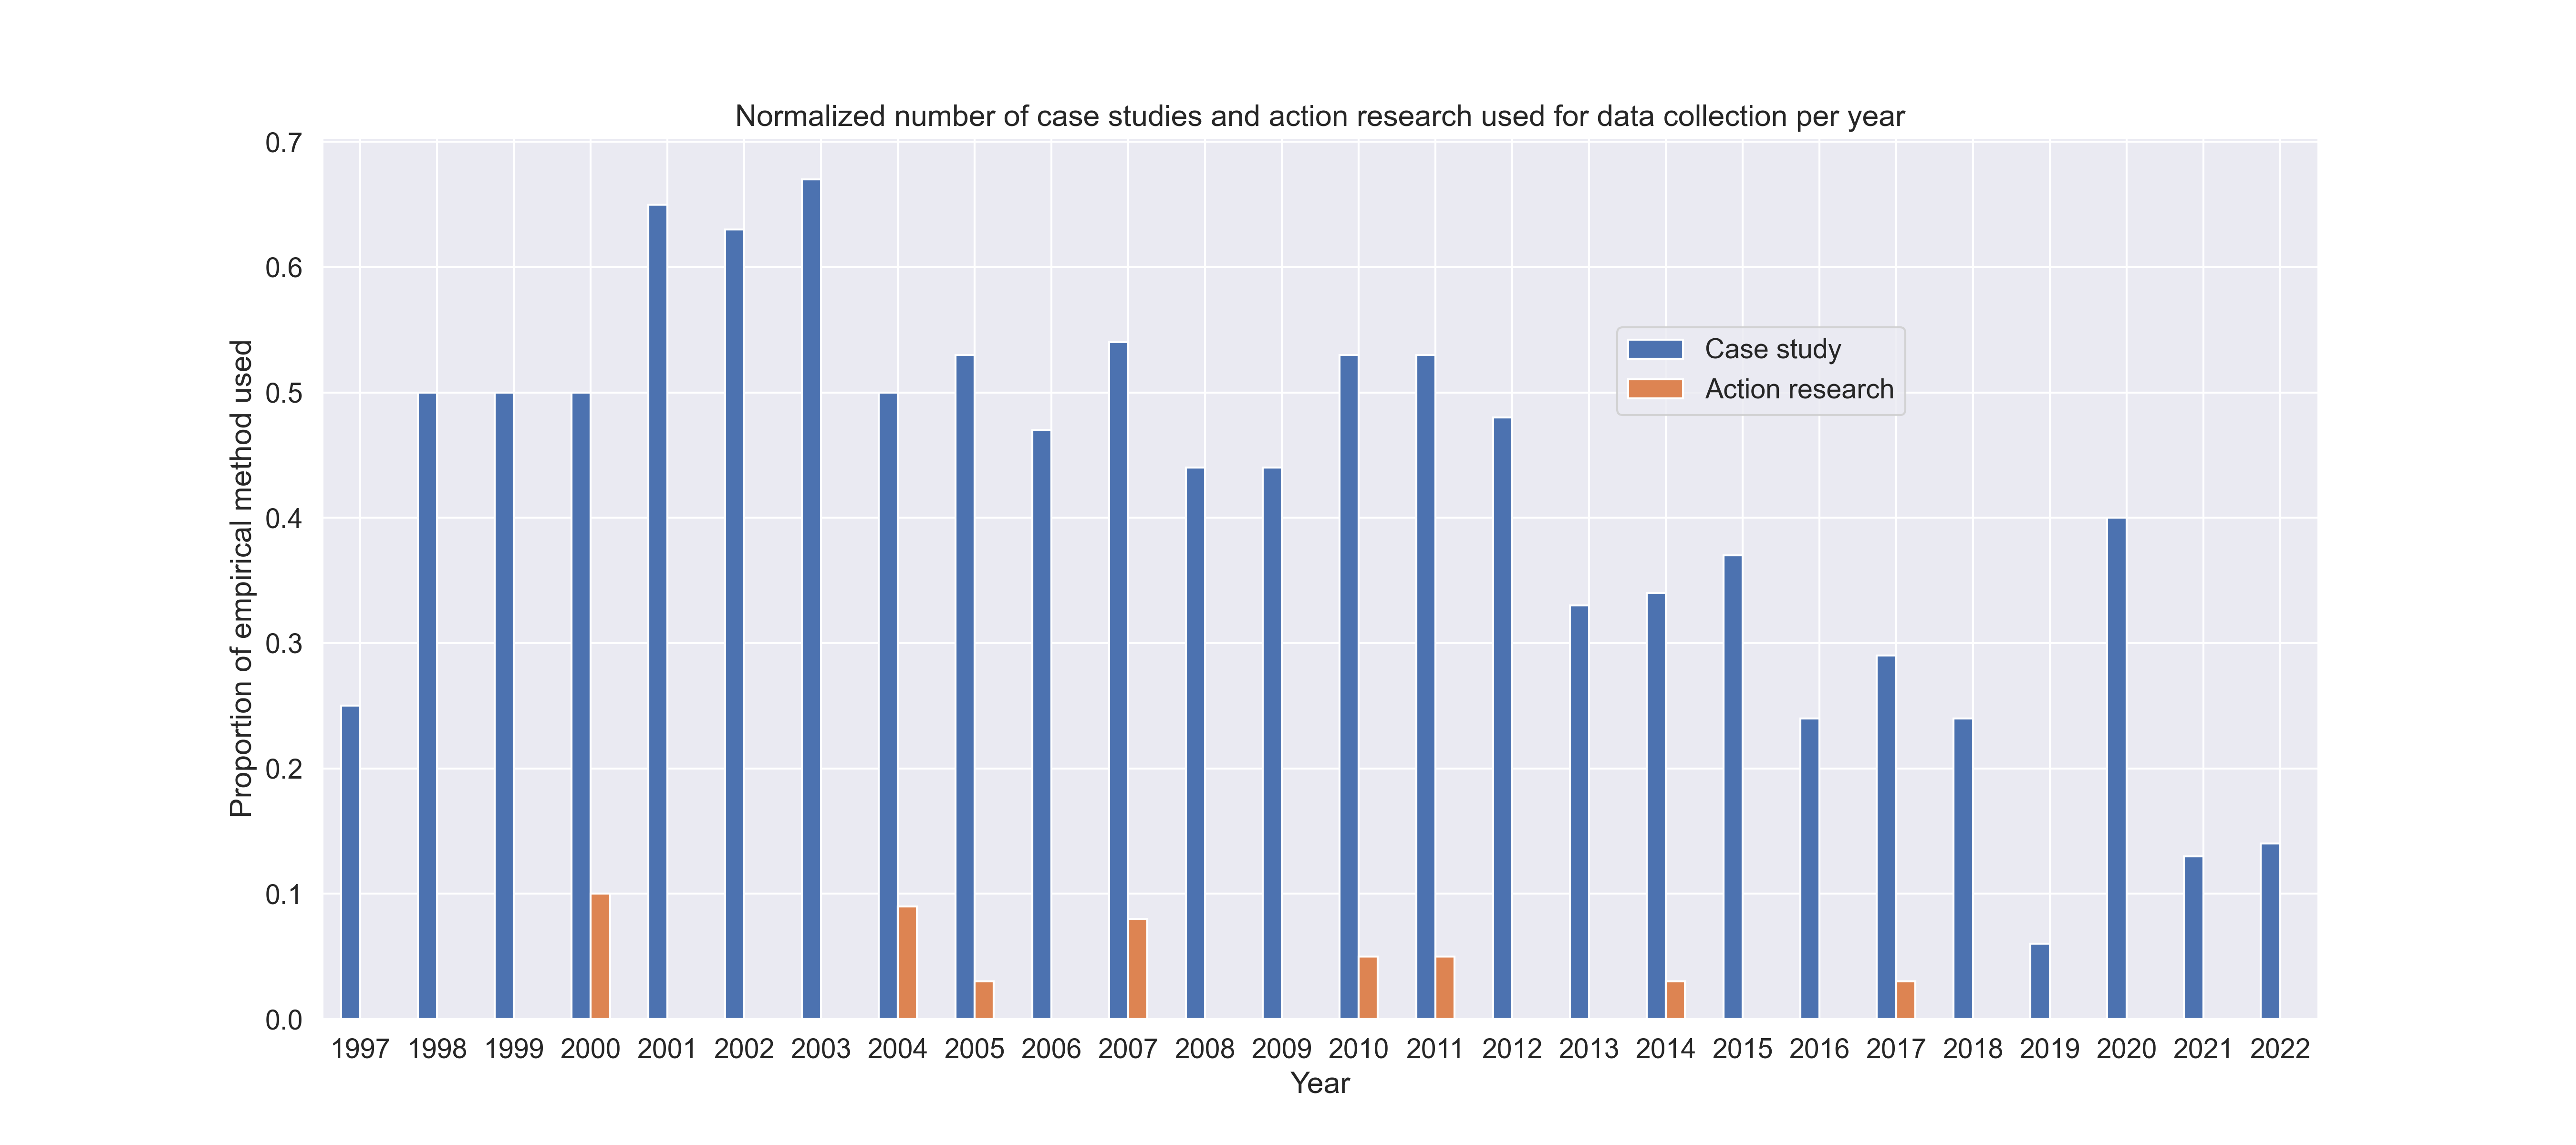 Normalized number of case studies and action research used for data collection per year
0.7
0.6
0.5
0.4
0.3
0.2
0.1
0.0
Proportion of empirical method used
Case study
Action research
1997 1998 1999 2000 2001 2002 2003 2004 2005 2006 2007 2008 2009 2010 2011 2012 2013 2014 2015 2016 2017 2018 2019 2020 2021 2022
Year